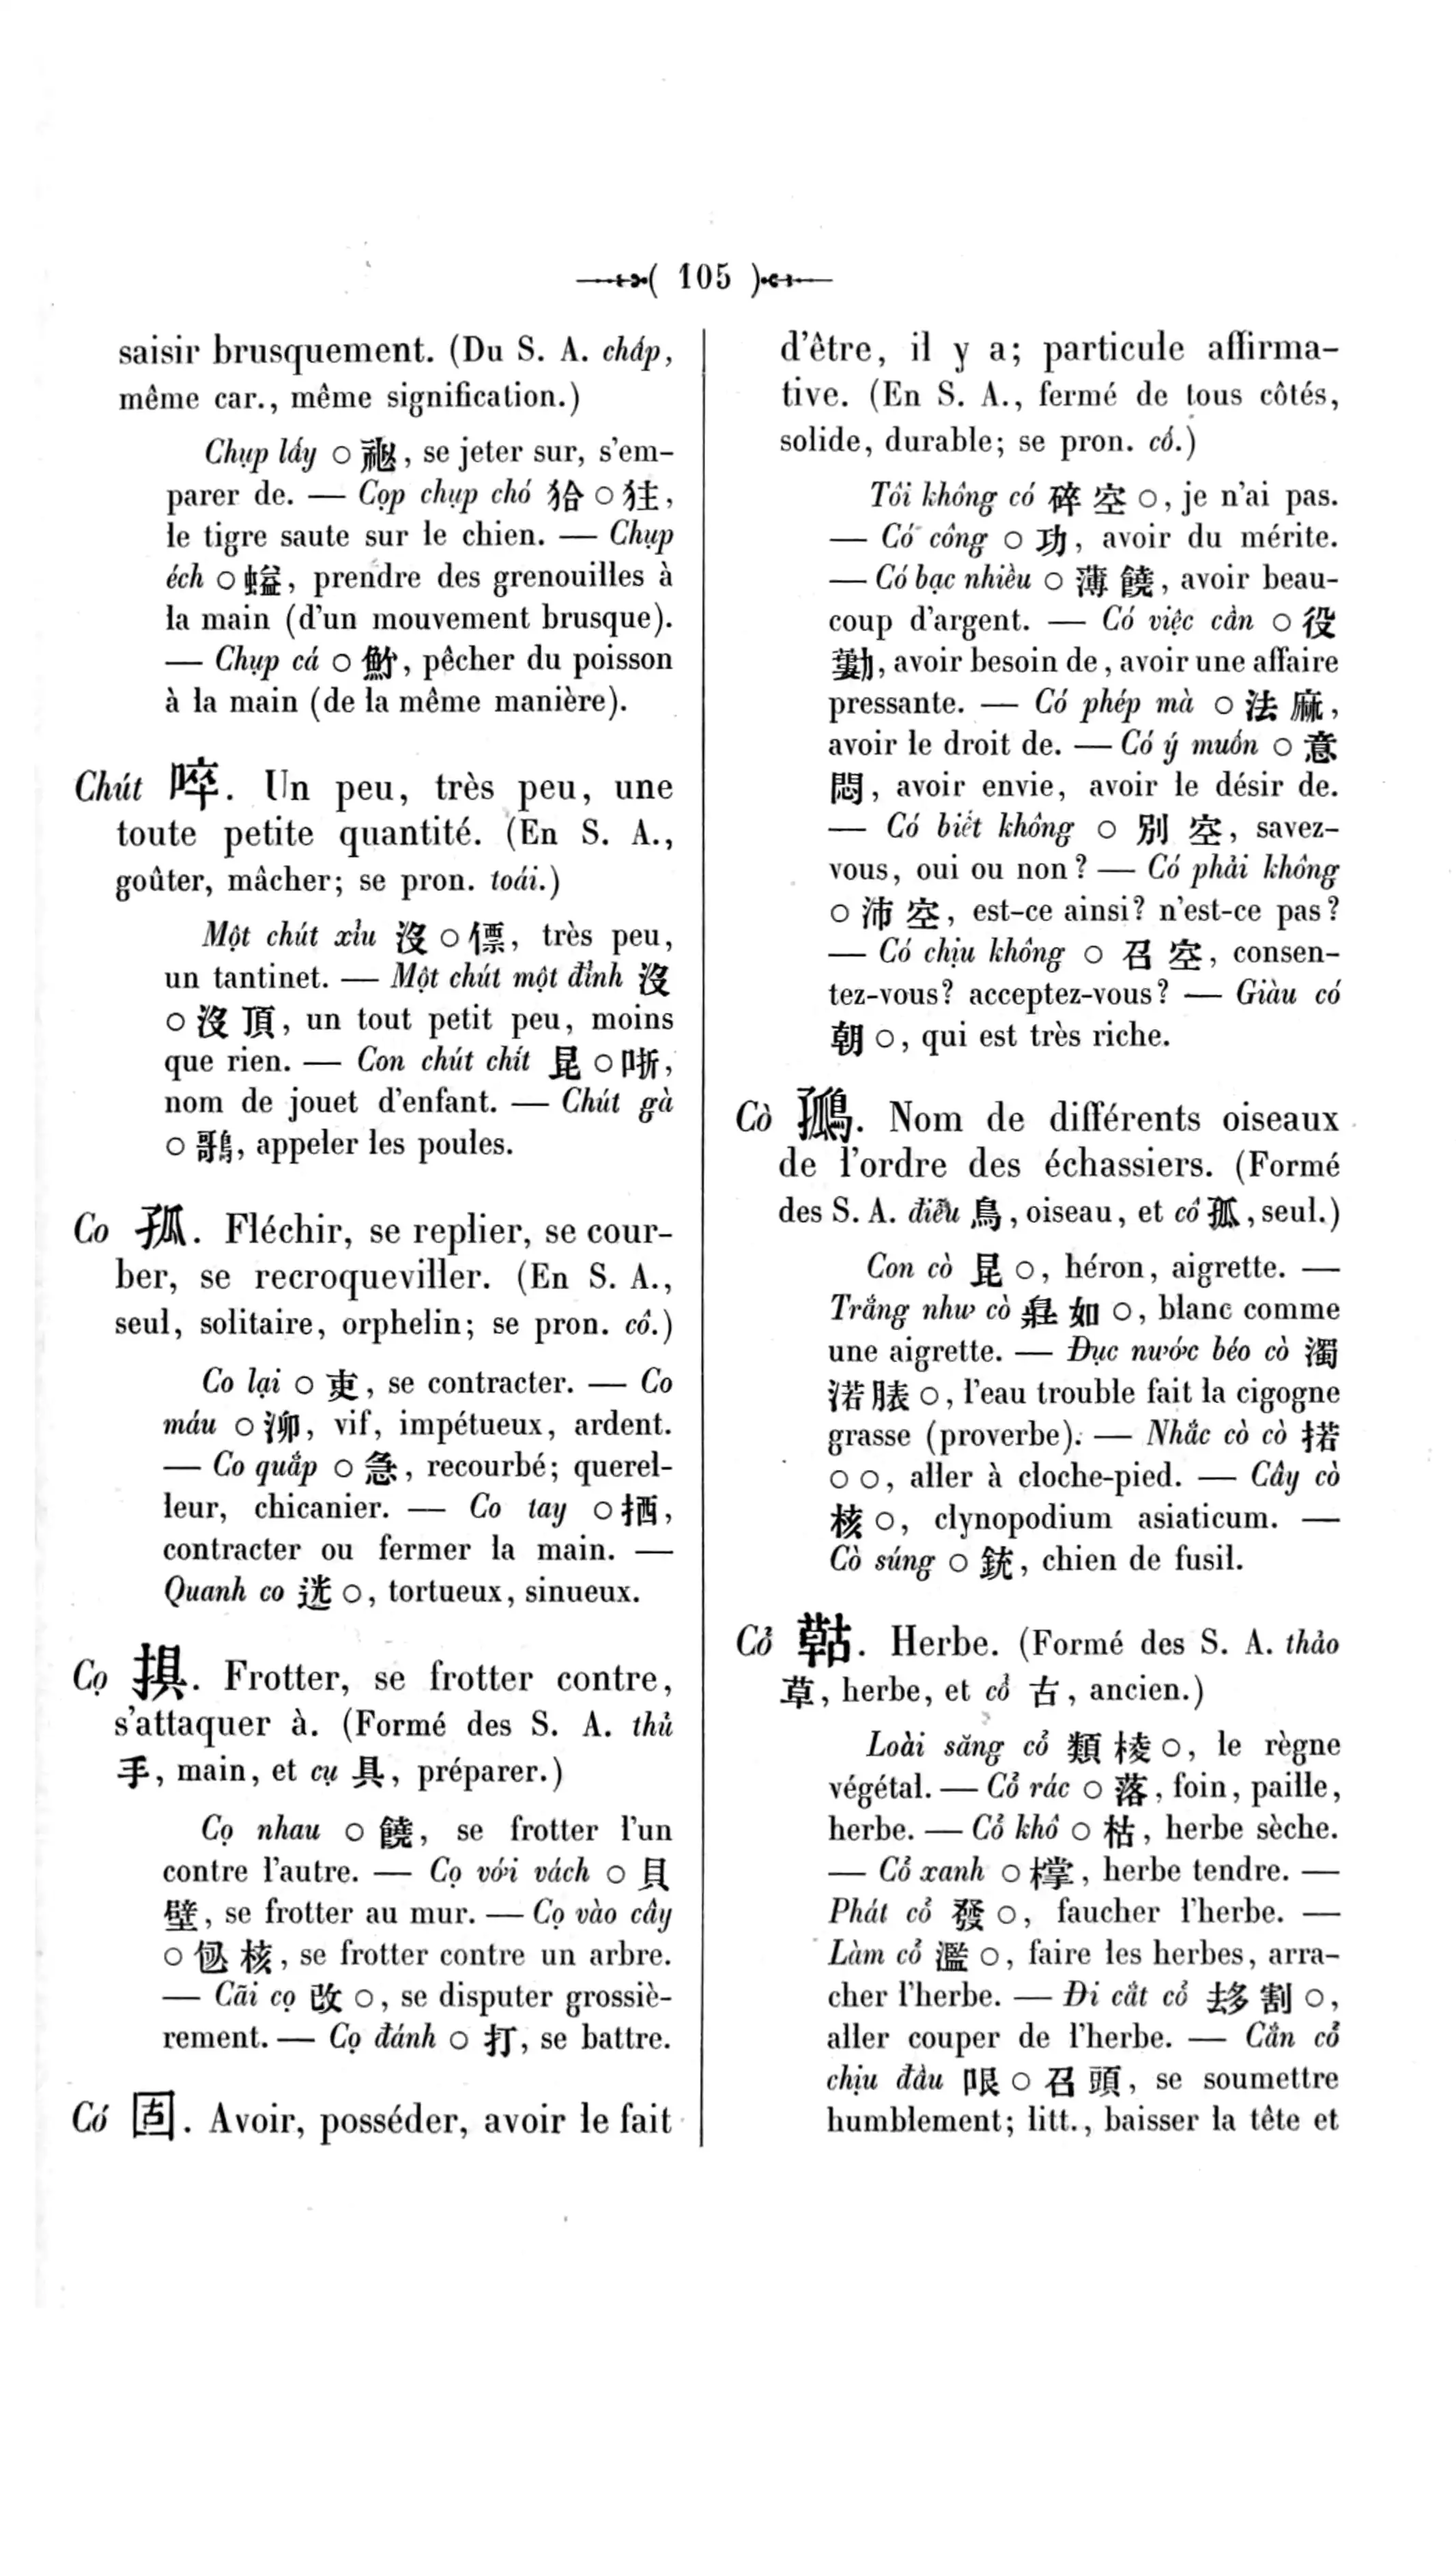 ( 105 )
saisir brusquement. (Du S. A. chấp,
même car., même signification.)
Chụp lấy ○, se jeter sur, s'em-
parer de. — Cọp chụp chó ○,
le tigre saute sur le chien. — Chụp
éch ○, prendre des grenouilles à
la main (d'un mouvement brusque).
— Chụp cá ○, pêcher du poisson
à la main (de la même manière).
Chút 啐. Un peu, très peu, une
toute petite quantité. (En S. A.,
goûter, mâcher; se pron. toái.)
Một chút xỉu 沒 ○ 僄, très peu,
un tantinet. — Một chút một đỉnh 沒
○ 沒 頂, un tout petit peu, moins
que rien. — Con chút chít 昆 ○ 哳,
nom de jouet d'enfant. — Chút gà
○, appeler les poules.
Co 孤. Fléchir, se replier, se cour-
ber, se recroqueviller. (En S. A.,
seul, solitaire, orphelin; se pron. cô.)
Co lại ○ 吏, se contracter. — Co
máu ○ 泖, vif, impétueux, ardent.
— Co quắp ○ 急, recourbé; querel-
leur, chicanier. — Co tay ○ 拪,
contracter ou fermer la main. —
Quanh co ○, tortueux, sinueux.
Cọ 損. Frotter, se frotter contre,
s'attaquer à. (Formé des S. A. thủ
手, main, et cụ 具, préparer.)
Cọ nhau ○ 饒, se frotter l'un
contre l'autre. — Cọ với vách ○ 貝
壁, se frotter au mur. — Cọ vào cây
○ 核, se frotter contre un arbre.
— Cãi cọ 改 ○, se disputer grossiè-
rement. — Cọ đánh ○ 打, se battre.
Có 固. Avoir, posséder, avoir le fait
d'être, il y a; particule affirma-
tive. (En S. A., fermé de tous côtés,
solide, durable; se pron. cố.)
Tôi không có 碎 空 ○, je n'ai pas.
— Có công ○ 功, avoir du mérite.
— Có bạc nhiều ○ 薄 饒, avoir beau-
coup d'argent. — Có việc cần ○ 役
, avoir besoin de, avoir une affaire
pressante. — Có phép mà ○ 法 麻,
avoir le droit de. — Có ý muốn ○ 意
悶, avoir envie, avoir le désir de.
— Có biết không ○ 別 空, savez-
vous, oui ou non? — Có phải không
○ 沛 空, est-ce ainsi? n'est-ce pas?
— Có chịu không ○ 召 空, consen-
tez-vous? acceptez-vous? — Giàu có
朝 ○, qui est très riche.
Cò. Nom de différents oiseaux
de l'ordre des échassiers. (Formé
des S. A. điểu 鳥, oiseau, et cô 孤, seul.)
Con cò 昆 ○, héron, aigrette. —
Trắng như cò 如 ○, blanc comme
une aigrette. — Đục nước béo cò 濁
渃 ○, l'eau trouble fait la cigogne
grasse (proverbe). — Nhắc cò cò 掿
○ ○, aller à cloche-pied. — Cây cò
核 ○, clynopodium asiaticum. —
Cò súng ○ 銃, chien de fusil.
Cỏ. Herbe. (Formé des S. A. thảo
草, herbe, et cổ 古, ancien.)
Loài săng cỏ 類 棱 ○, le règne
végétal. — Cỏ rác ○ 落, foin, paille,
herbe. — Cỏ khô ○ 枯, herbe sèche.
— Cỏ xanh ○ 樘, herbe tendre. —
Phát cỏ 發 ○, faucher l'herbe. —
Làm cỏ 濫 ○, faire les herbes, arra-
cher l'herbe. — Đi cắt cỏ 割 ○,
aller couper de l'herbe. — Cắn cỏ
chịu đầu 哏 ○ 召 頭, se soumettre
humblement; litt., baisser la tête et